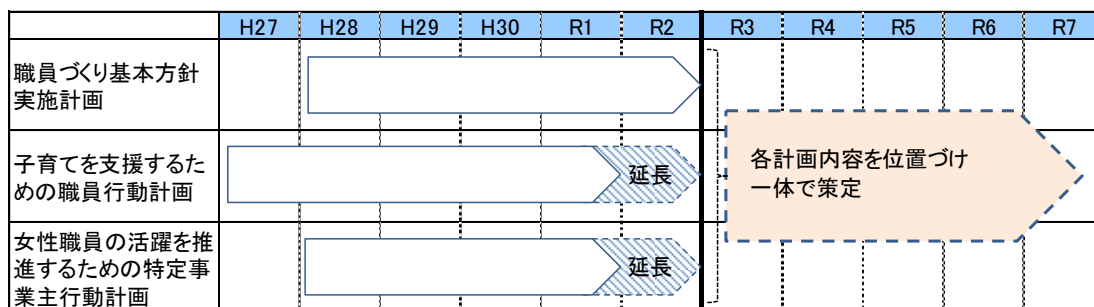 H27 H28 H29 H30 R1 R2 R3 R4 R5 R6 R7
職員づくり基本方針
実施計画
子育てを支援するた
めの職員行動計画
延長
各計画内容を位置づけ
一体で策定
女性職員の活躍を推
進するための特定事
業主行動計画
延長